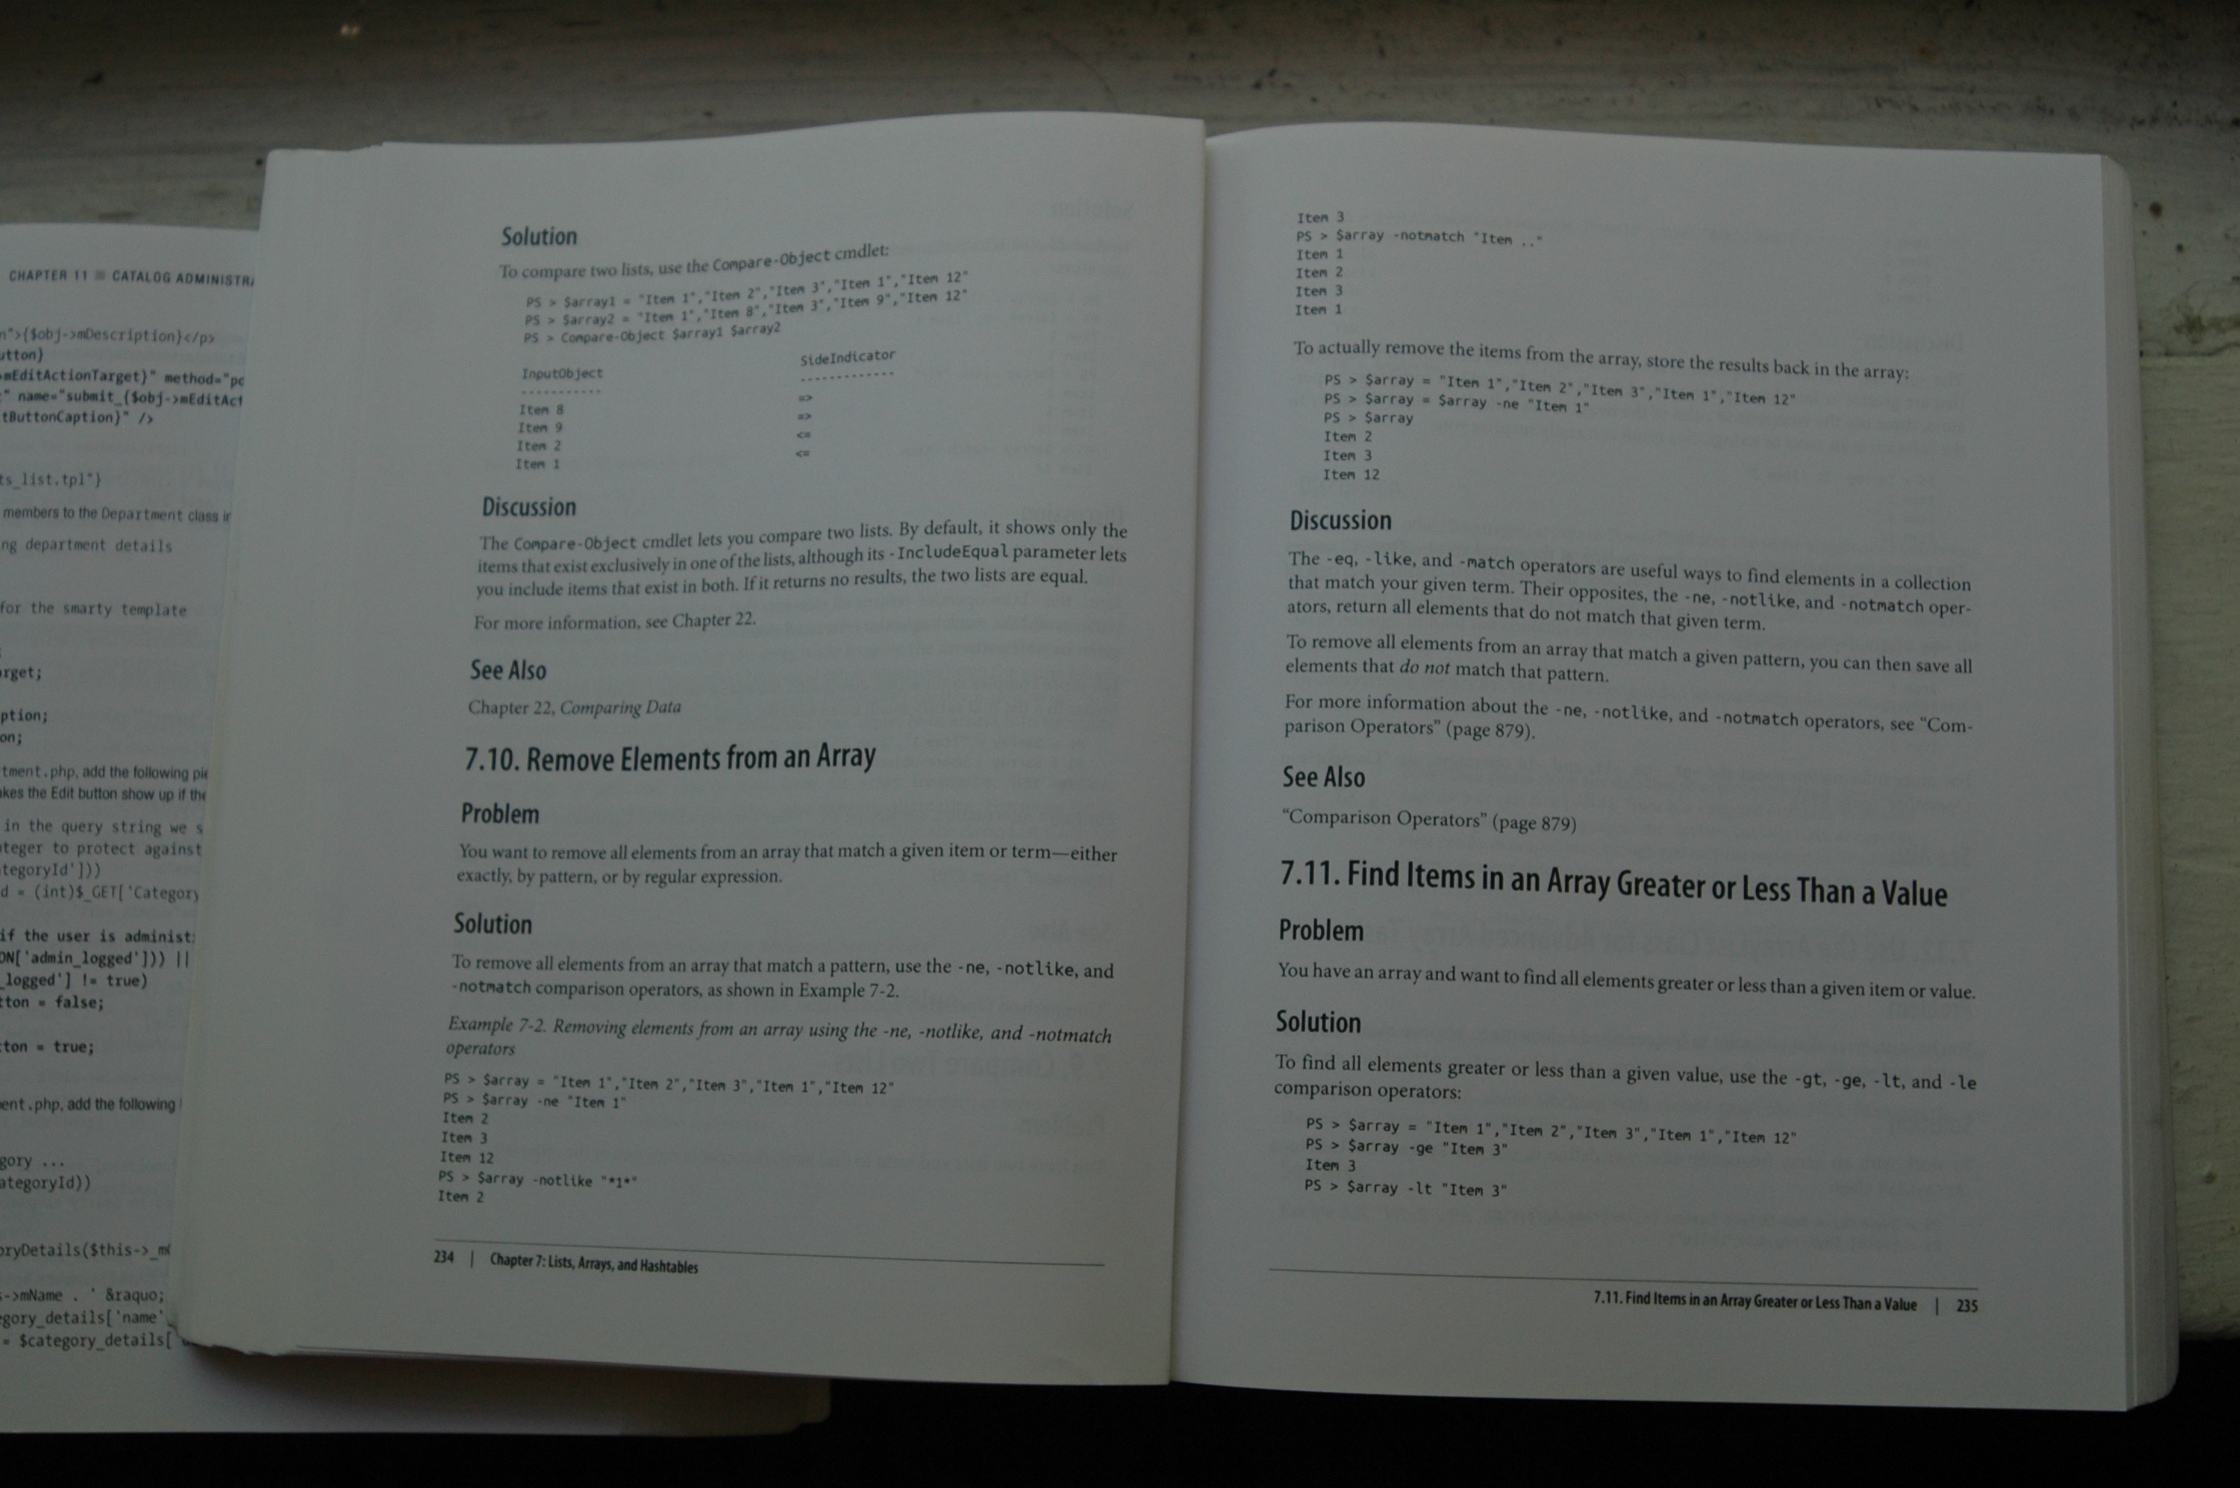 CHAPTER 11 ■ CATALOG ADMINISTR
n">{$obj->mDescription}</p>
utton}
mEditActionTarget}" method="po
" name="submit_{$obj->mEditAct
tButtonCaption}" />
ts_list.tpl"}
members to the Department class in
ng department details
for the smarty template
;
arget;
ption;
on;
tment.php, add the following pie
akes the Edit button show up if the
in the query string we s
nteger to protect against
tegoryId']))
d = (int)$_GET['Category
if the user is administ
ON['admin_logged'])) ||
_logged'] != true)
tton = false;
ton = true;
ent.php, add the following
gory ...
ategoryId))
oryDetails($this->_m
s->mName . ' &raquo;
gory_details['name'
= $category_details[
Solution
To compare two lists, use the Compare-Object cmdlet:
PS > $array1 = "Item 1","Item 2","Item 3","Item 1","Item 12"
PS > $array2 = "Item 1","Item 8","Item 3","Item 9","Item 12"
PS > Compare-Object $array1 $array2
InputObject SideIndicator
----------- -------------
Item 8 =>
Item 9 =>
Item 2 <=
Item 1 <=
Discussion
The Compare-Object cmdlet lets you compare two lists. By default, it shows only the
items that exist exclusively in one of the lists, although its -IncludeEqual parameter lets
you include items that exist in both. If it returns no results, the two lists are equal.
For more information, see Chapter 22.
See Also
Chapter 22, Comparing Data
7.10. Remove Elements from an Array
Problem
You want to remove all elements from an array that match a given item or term—either
exactly, by pattern, or by regular expression.
Solution
To remove all elements from an array that match a pattern, use the -ne, -notlike, and
-notmatch comparison operators, as shown in Example 7-2.
Example 7-2. Removing elements from an array using the -ne, -notlike, and -notmatch
operators
PS > $array = "Item 1","Item 2","Item 3","Item 1","Item 12"
PS > $array -ne "Item 1"
Item 2
Item 3
Item 12
PS > $array -notlike "*1*"
Item 2
234 | Chapter 7: Lists, Arrays, and Hashtables
Item 3
PS > $array -notmatch "Item .."
Item 1
Item 2
Item 3
Item 1
To actually remove the items from the array, store the results back in the array:
PS > $array = "Item 1","Item 2","Item 3","Item 1","Item 12"
PS > $array = $array -ne "Item 1"
PS > $array
Item 2
Item 3
Item 12
Discussion
The -eq, -like, and -match operators are useful ways to find elements in a collection
that match your given term. Their opposites, the -ne, -notlike, and -notmatch oper-
ators, return all elements that do not match that given term.
To remove all elements from an array that match a given pattern, you can then save all
elements that do not match that pattern.
For more information about the -ne, -notlike, and -notmatch operators, see “Com-
parison Operators” (page 879).
See Also
“Comparison Operators” (page 879)
7.11. Find Items in an Array Greater or Less Than a Value
Problem
You have an array and want to find all elements greater or less than a given item or value.
Solution
To find all elements greater or less than a given value, use the -gt, -ge, -lt, and -le
comparison operators:
PS > $array = "Item 1","Item 2","Item 3","Item 1","Item 12"
PS > $array -ge "Item 3"
Item 3
PS > $array -lt "Item 3"
7.11. Find Items in an Array Greater or Less Than a Value | 235